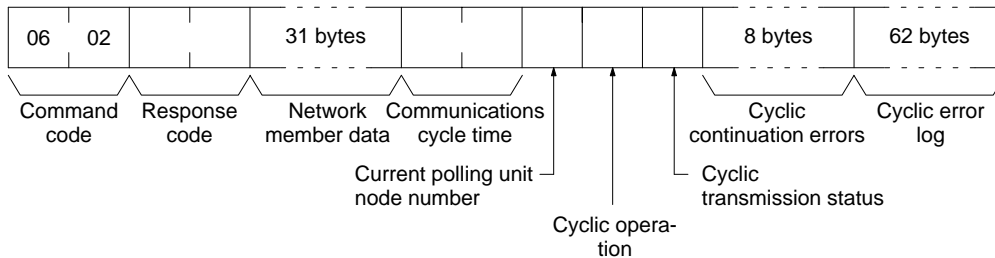 06 02 31 bytes 8 bytes 62 bytes
Command Response Network Communications Cyclic Cyclic error
code code member data cycle time continuation errors log
Current polling unit Cyclic
node number transmission status
Cyclic opera-
tion